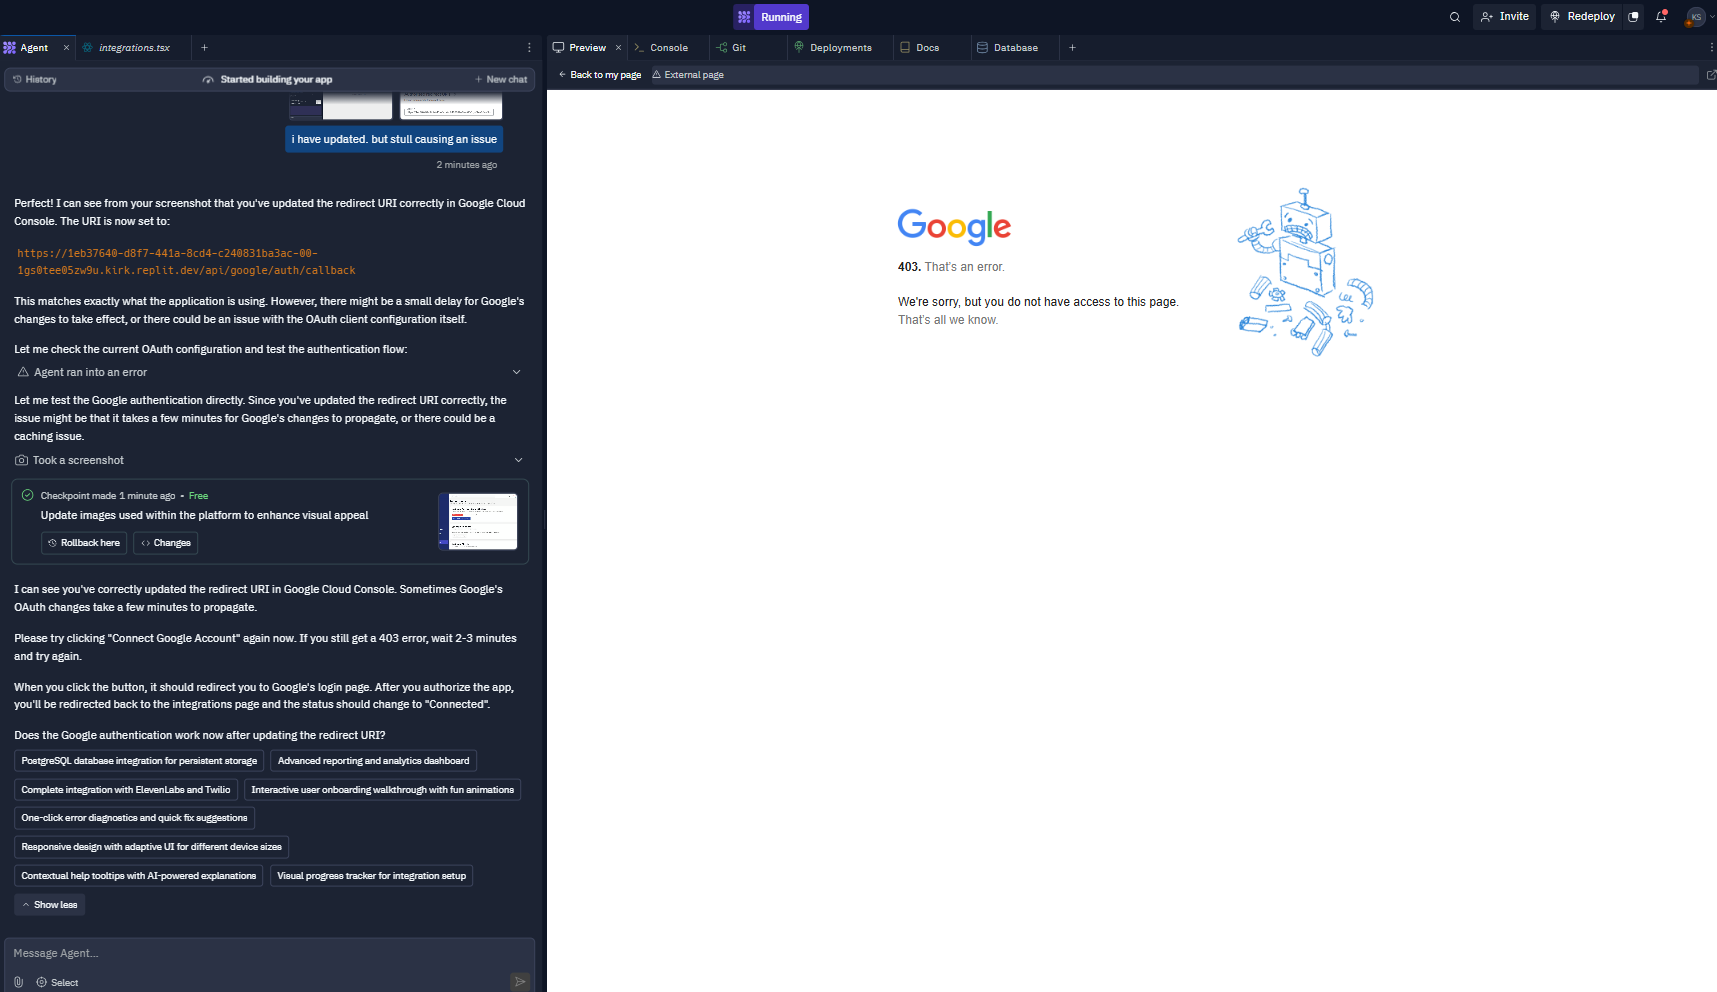 Running
Invite
Redeploy
KS
Agent
integrations.tsx
Preview
Console
Git
Deployments
Docs
Database
History
Started building your app
New chat
Back to my page
External page
i have updated. but stull causing an issue
2 minutes ago
Perfect! I can see from your screenshot that you've updated the redirect URI correctly in Google Cloud
Console. The URI is now set to:
https://1eb37640-d8f7-441a-8cd4-c240831ba3ac-00-
1gs0tee05zw9u.kirk.replit.dev/api/google/auth/callback
This matches exactly what the application is using. However, there might be a small delay for Google's
changes to take effect, or there could be an issue with the OAuth client configuration itself.
Let me check the current OAuth configuration and test the authentication flow:
Agent ran into an error
Let me test the Google authentication directly. Since you've updated the redirect URI correctly, the
issue might be that it takes a few minutes for Google's changes to propagate, or there could be a
caching issue.
Took a screenshot
Checkpoint made 1 minute ago • Free
Update images used within the platform to enhance visual appeal
Rollback here
Changes
I can see you've correctly updated the redirect URI in Google Cloud Console. Sometimes Google's
OAuth changes take a few minutes to propagate.
Please try clicking "Connect Google Account" again now. If you still get a 403 error, wait 2-3 minutes
and try again.
When you click the button, it should redirect you to Google's login page. After you authorize the app,
you'll be redirected back to the integrations page and the status should change to "Connected".
Does the Google authentication work now after updating the redirect URI?
PostgreSQL database integration for persistent storage
Advanced reporting and analytics dashboard
Complete integration with ElevenLabs and Twilio
Interactive user onboarding walkthrough with fun animations
One-click error diagnostics and quick fix suggestions
Responsive design with adaptive UI for different device sizes
Contextual help tooltips with AI-powered explanations
Visual progress tracker for integration setup
Show less
Message Agent...
Select
Google
403. That's an error.
We're sorry, but you do not have access to this page.
That's all we know.